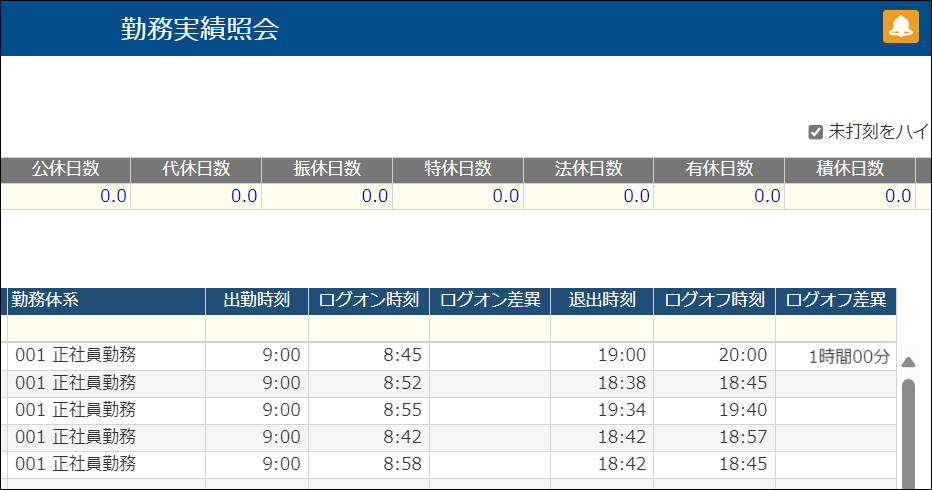 勤務実績照会
未打刻をハイ
公休日数 代休日数 振休日数 特休日数 法休日数 有休日数 積休日数
0.0 0.0 0.0 0.0 0.0 0.0 0.0
勤務体系 出勤時刻 ログオン時刻 ログオン差異 退出時刻 ログオフ時刻 ログオフ差異
001 正社員勤務 9:00 8:45 19:00 20:00 1時間00分
001 正社員勤務 9:00 8:52 18:38 18:45
001 正社員勤務 9:00 8:55 19:34 19:40
001 正社員勤務 9:00 8:42 18:42 18:57
001 正社員勤務 9:00 8:58 18:42 18:45